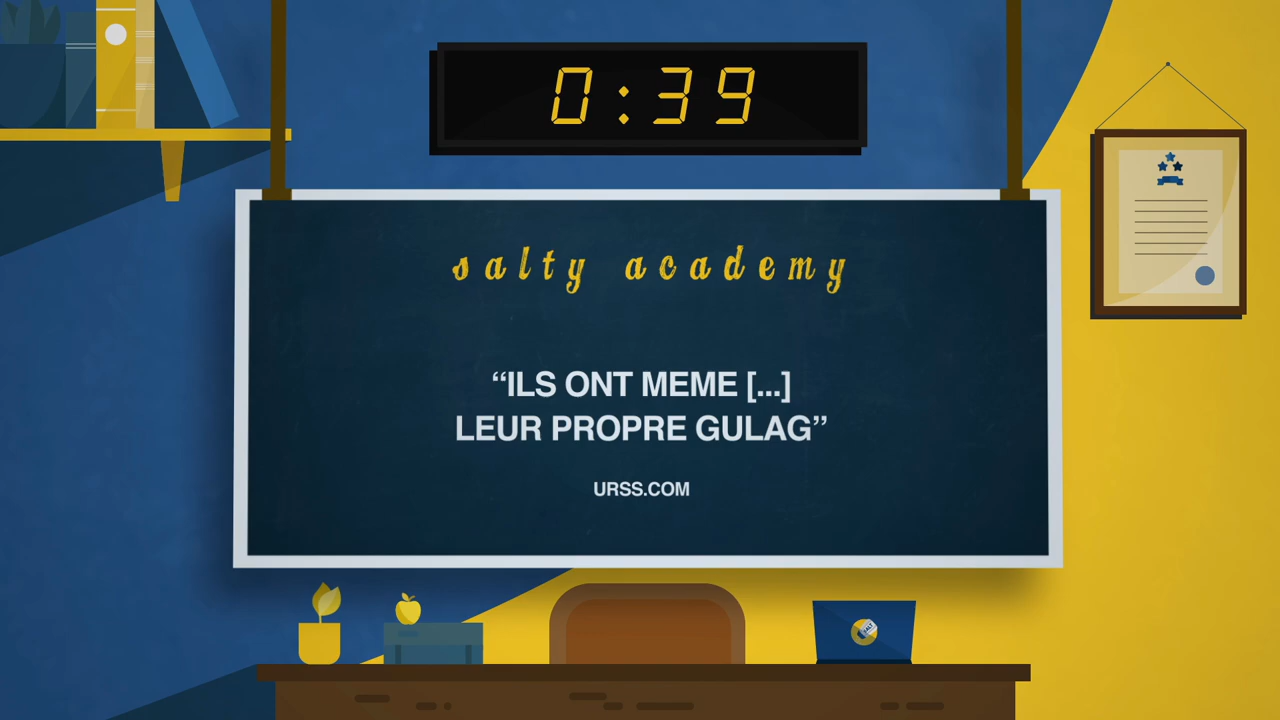 0:39
salty academy
“ILS ONT MEME [...]
LEUR PROPRE GULAG”
URSS.COM